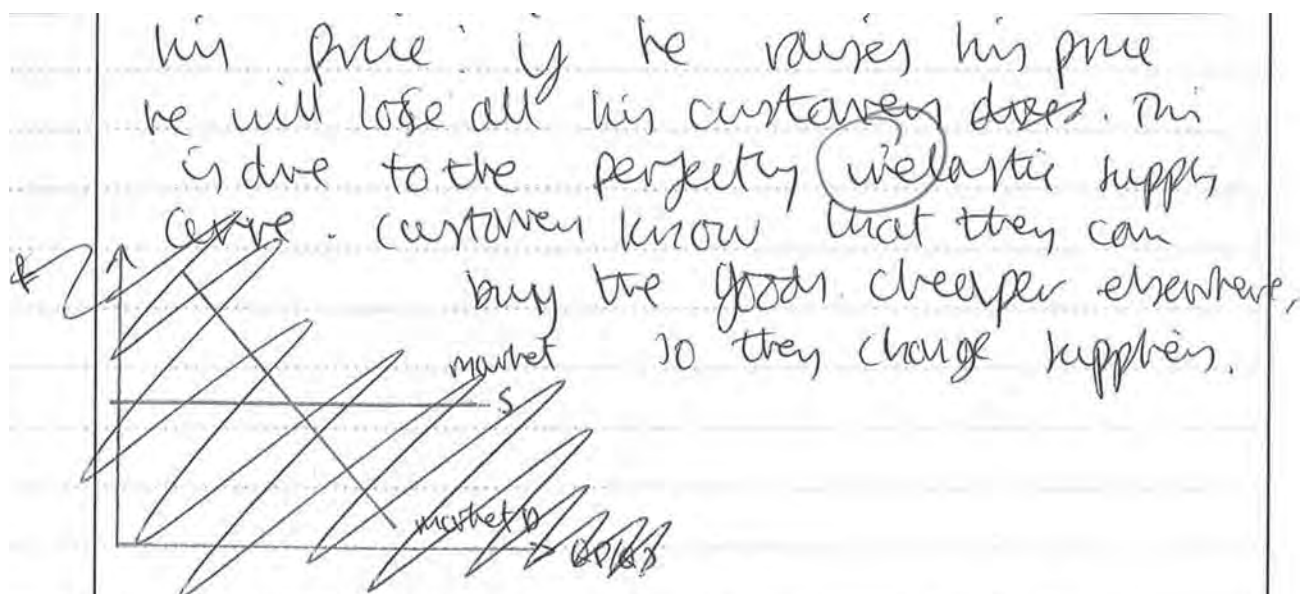 his price: if he raises his price
he will lose all his customers does. This
is due to the perfectly inelastic supply
curve. Customers know that they can
buy the goods cheaper elsewhere,
so they change suppliers.
market
S
market D